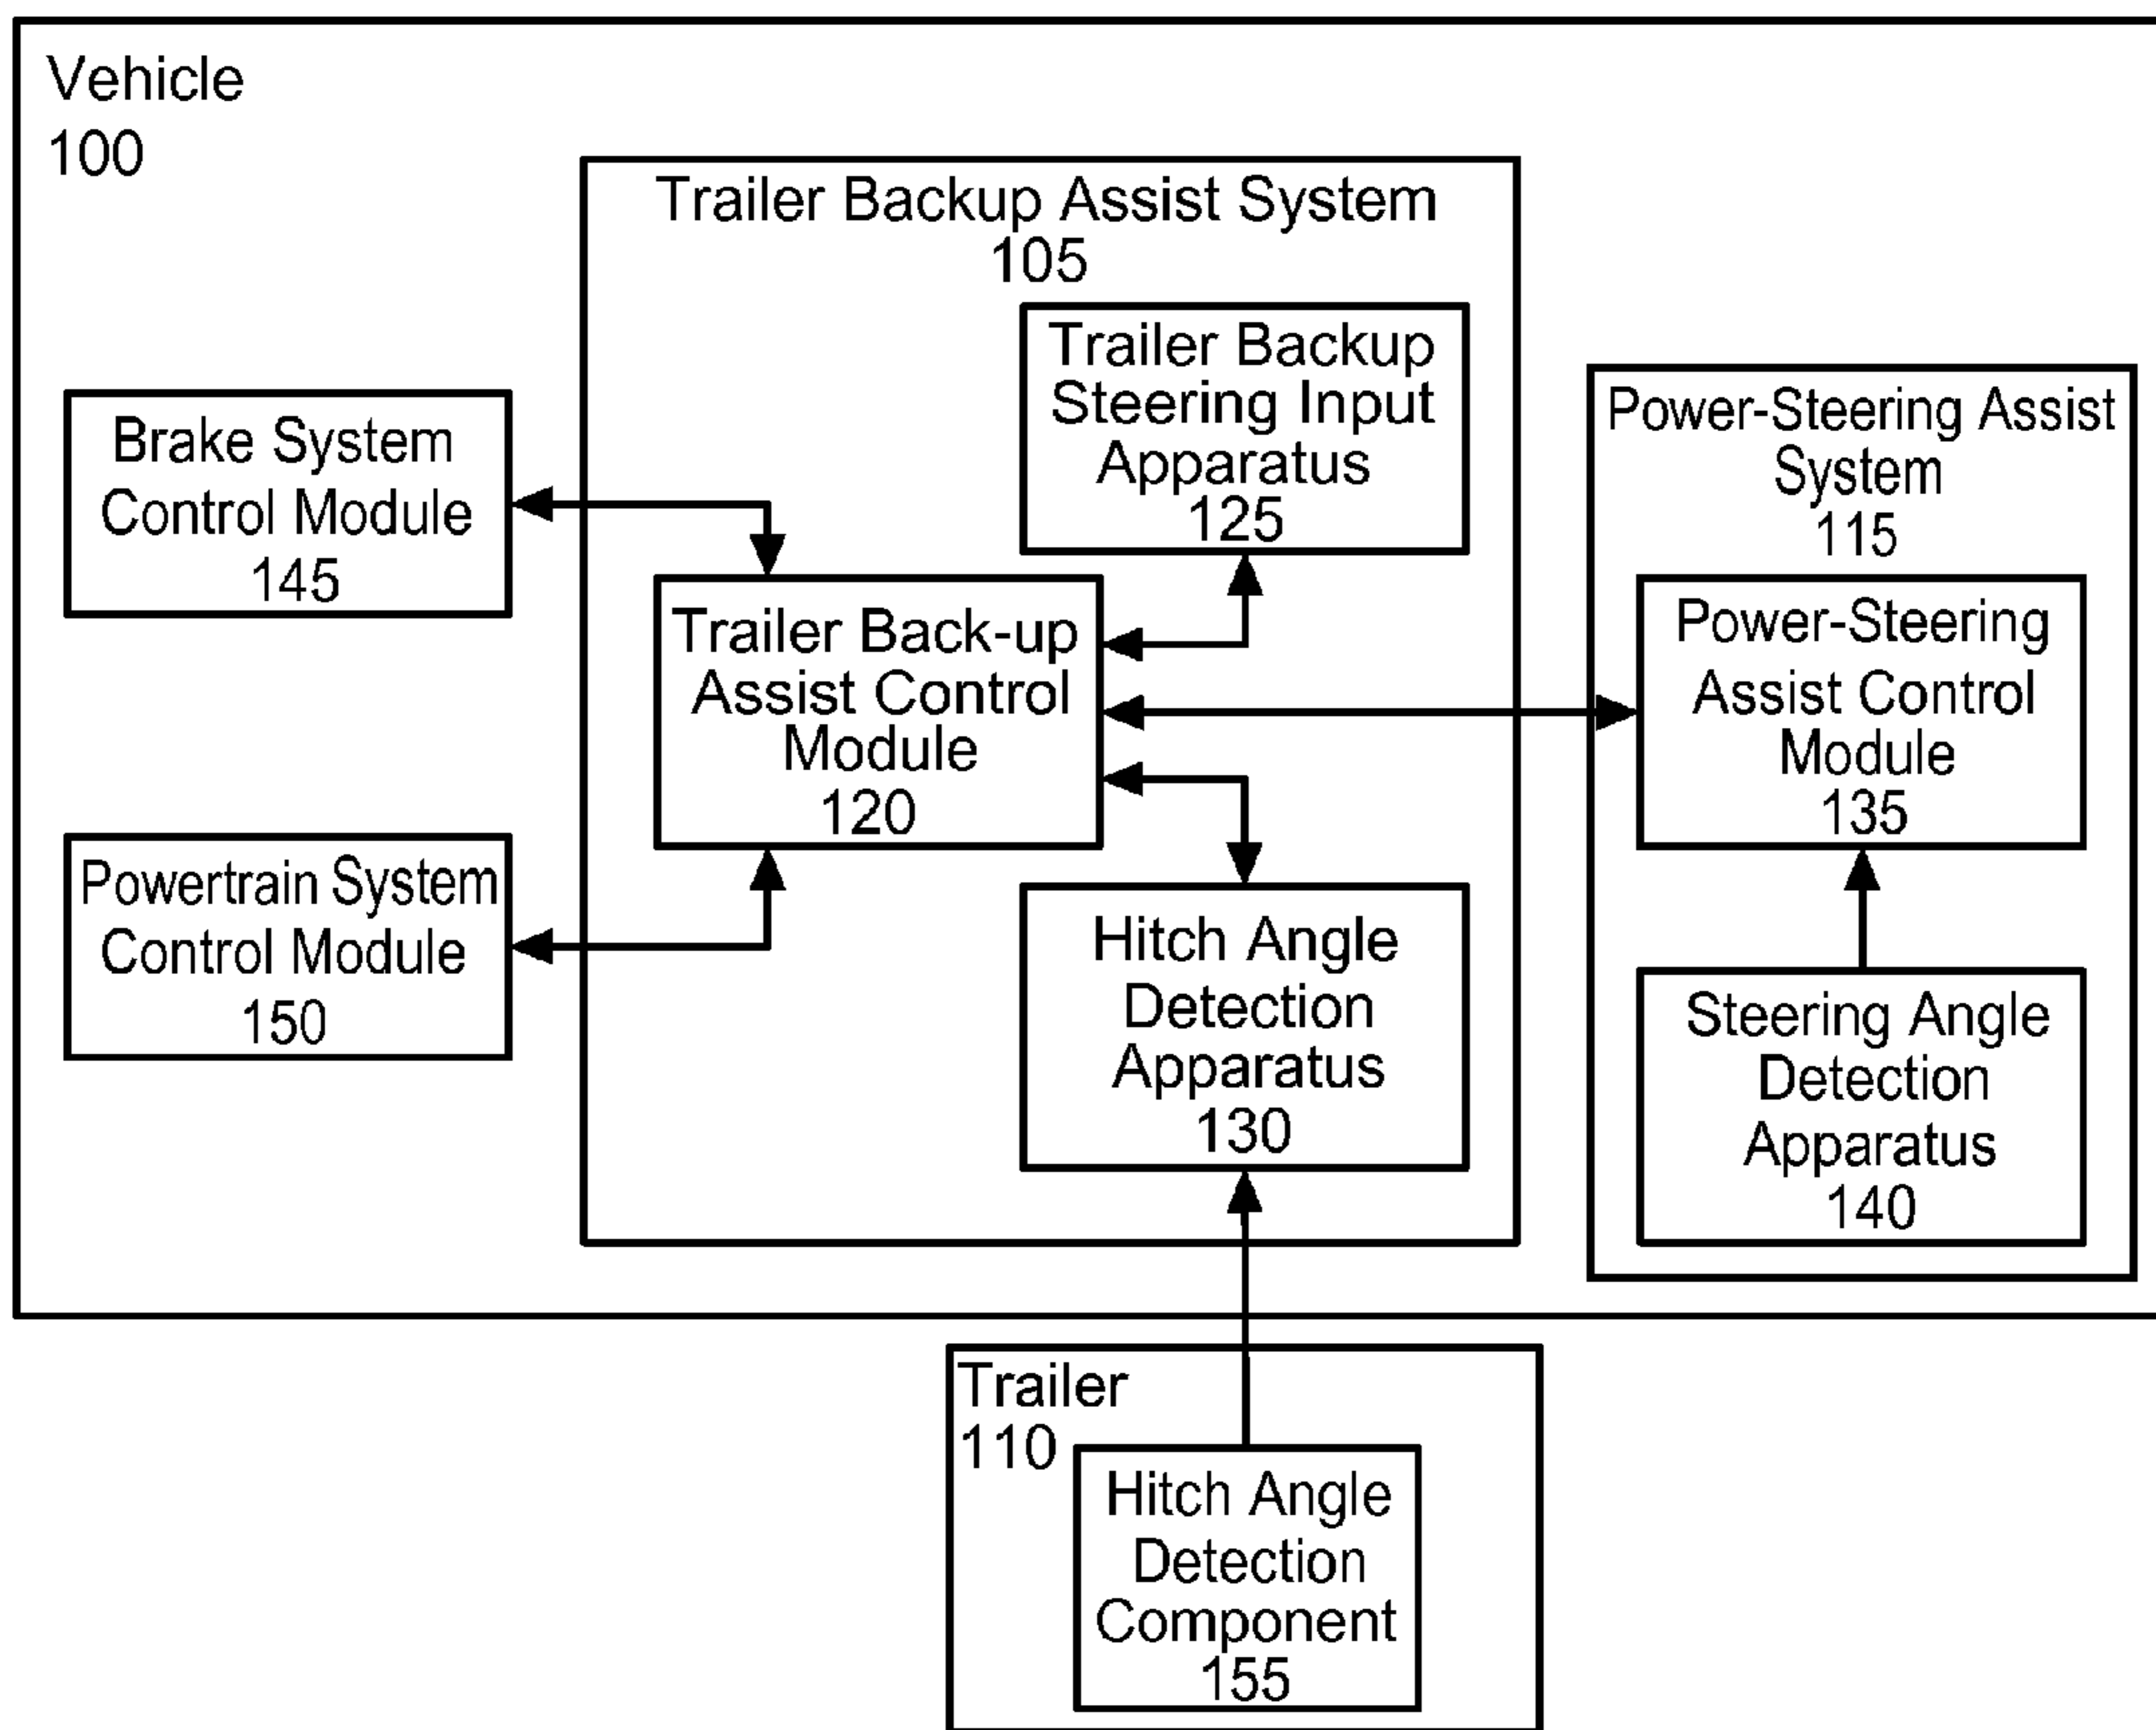 Vehicle
100
Trailer Backup Assist System
105
Trailer Backup
Steering Input
Apparatus
125
Brake System
Control Module
145
Trailer Back-up
Assist Control
Module
120
Powertrain System
Control Module
150
Hitch Angle
Detection
Apparatus
130
Power-Steering Assist
System
115
Power-Steering
Assist Control
Module
135
Steering Angle
Detection
Apparatus
140
Trailer
110
Hitch Angle
Detection
Component
155